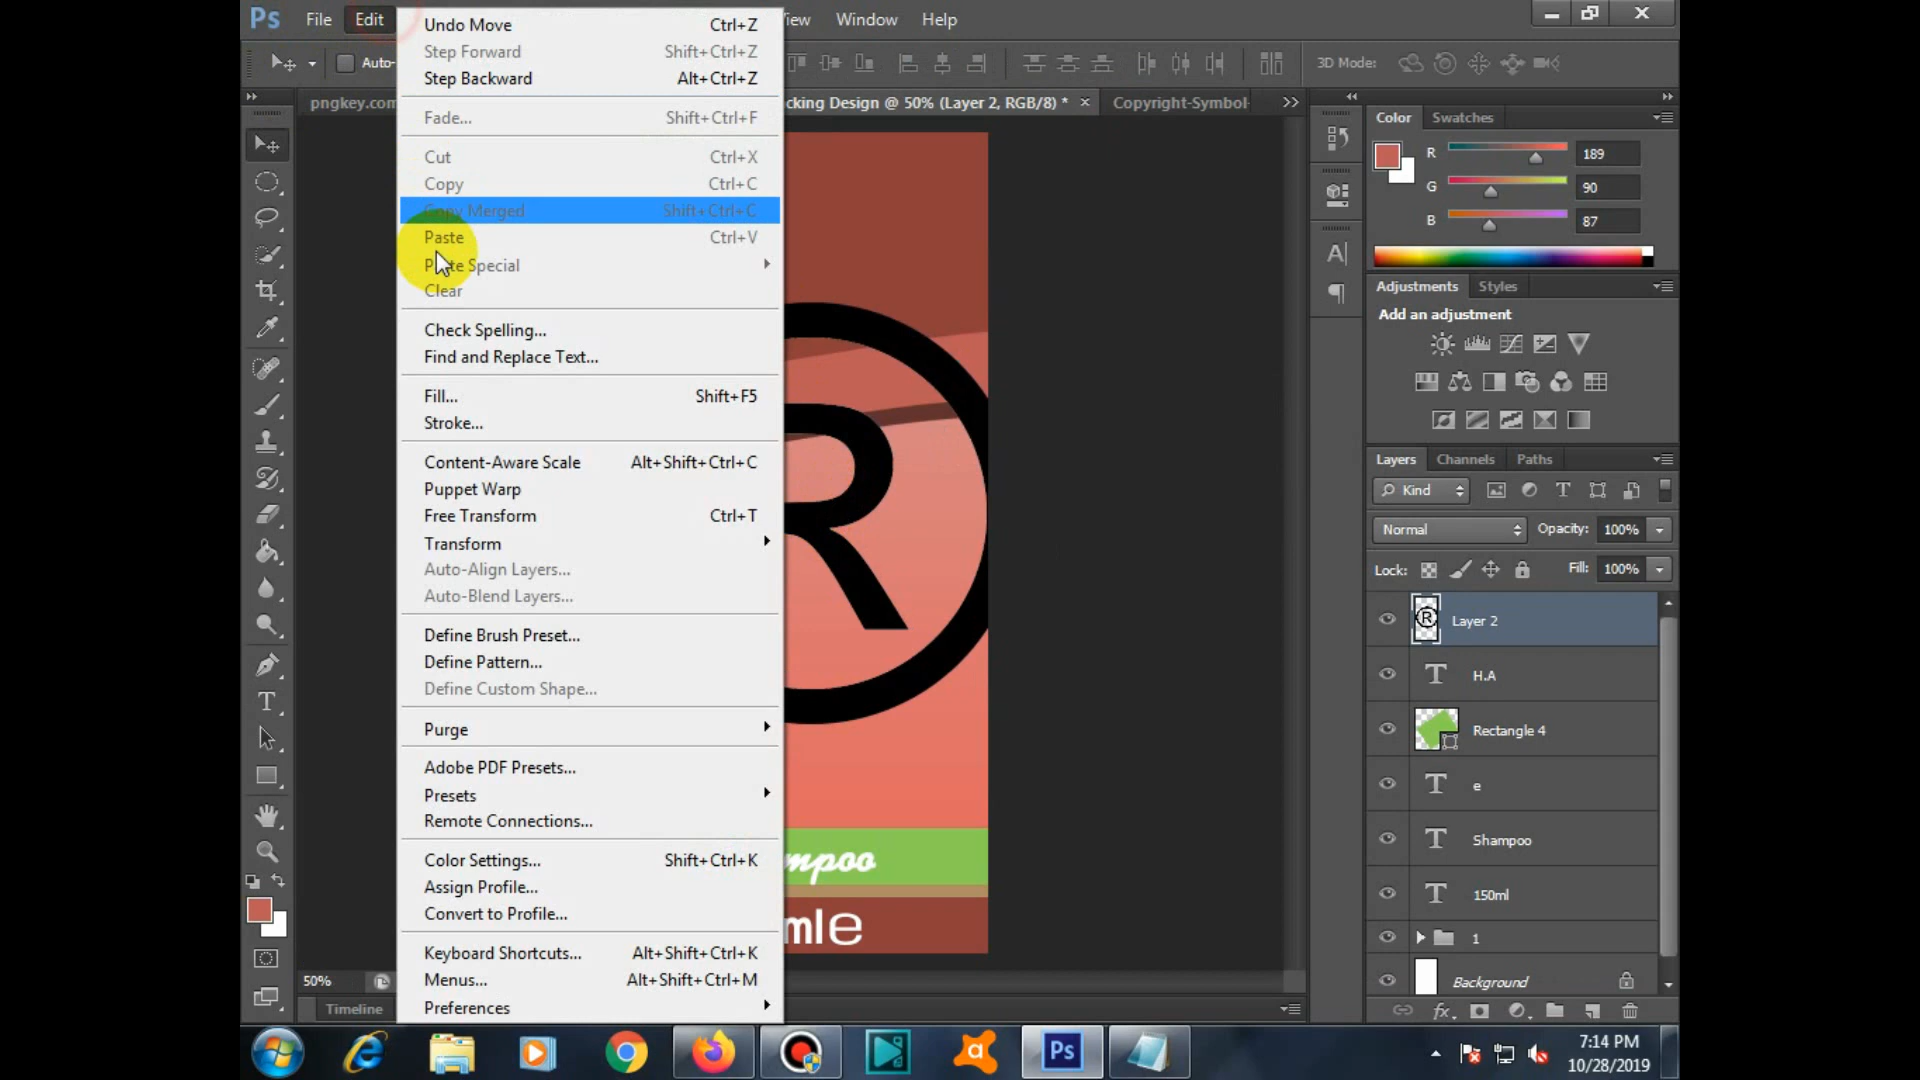 Ps File Edit View Window Help
Auto-
3D Mode:
pngkey.com
cking Design @ 50% (Layer 2, RGB/8) *
Copyright-Symbol-
Undo Move Ctrl+Z
Step Forward Shift+Ctrl+Z
Step Backward Alt+Ctrl+Z
Fade... Shift+Ctrl+F
Cut Ctrl+X
Copy Ctrl+C
Copy Merged Shift+Ctrl+C
Paste Ctrl+V
Paste Special
Clear
Check Spelling...
Find and Replace Text...
Fill... Shift+F5
Stroke...
Content-Aware Scale Alt+Shift+Ctrl+C
Puppet Warp
Free Transform Ctrl+T
Transform
Auto-Align Layers...
Auto-Blend Layers...
Define Brush Preset...
Define Pattern...
Define Custom Shape...
Purge
Adobe PDF Presets...
Presets
Remote Connections...
Color Settings... Shift+Ctrl+K
Assign Profile...
Convert to Profile...
Keyboard Shortcuts... Alt+Shift+Ctrl+K
Menus... Alt+Shift+Ctrl+M
Preferences
R
mpoo
mle
50%
Timeline
Color Swatches
R 189
G 90
B 87
Adjustments Styles
Add an adjustment
Layers Channels Paths
Kind
Normal Opacity: 100%
Lock: Fill: 100%
Layer 2
H.A
Rectangle 4
e
Shampoo
150ml
1
Background
Ps
7:14 PM
10/28/2019